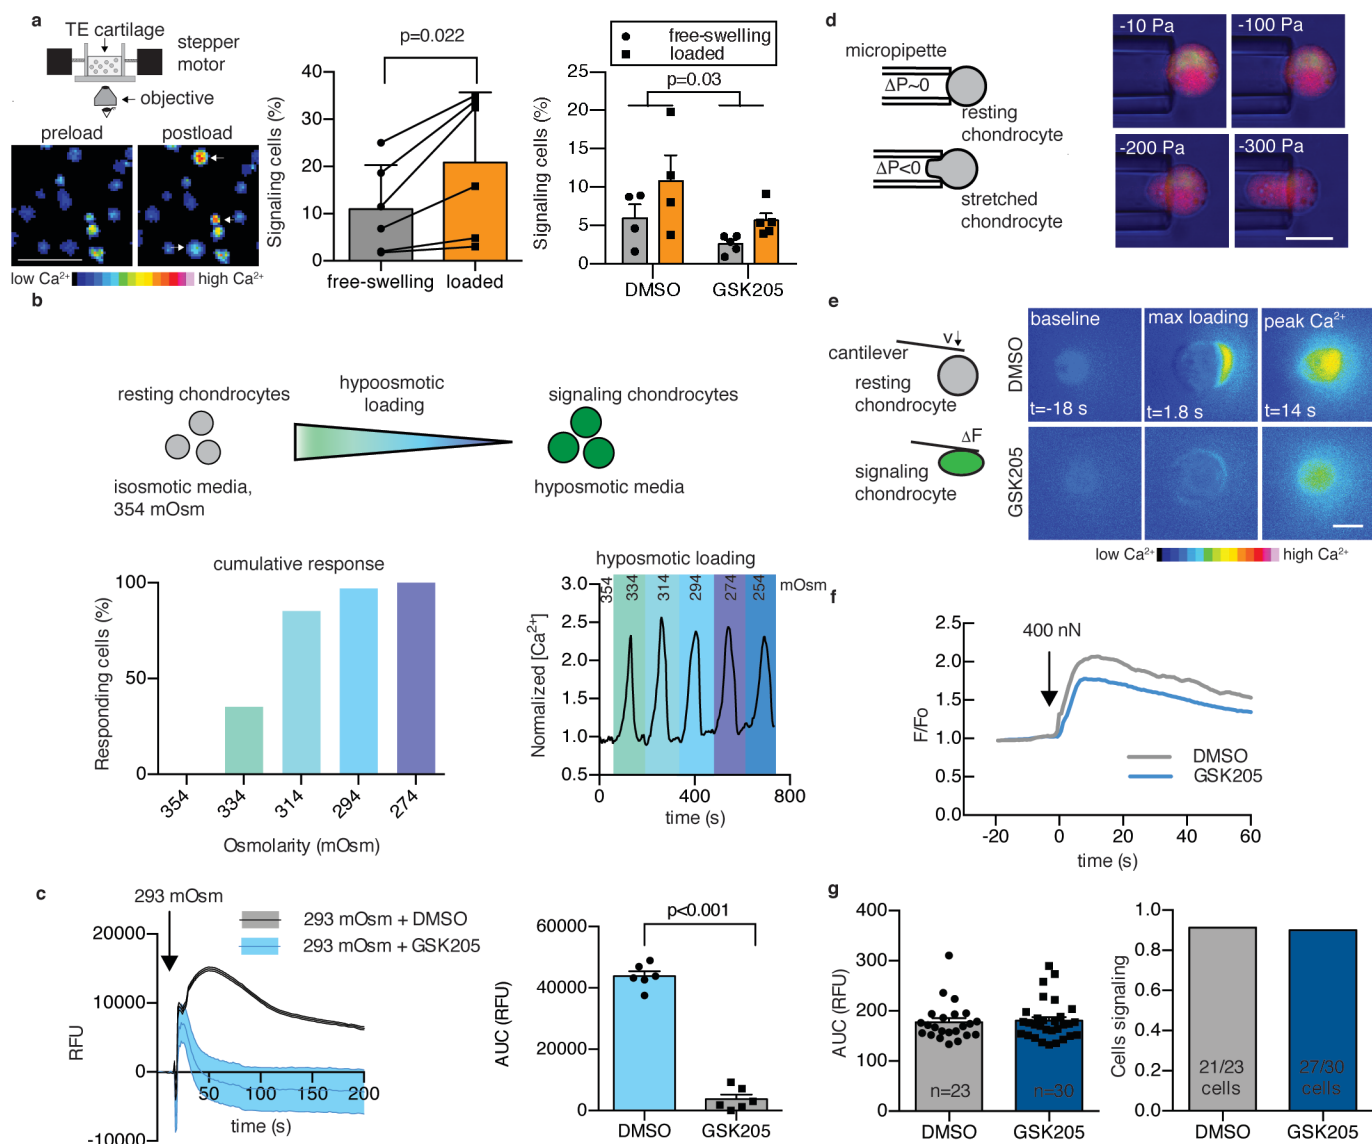 a
TE cartilage
stepper
motor
objective
preload
postload
low Ca²⁺
high Ca²⁺
p=0.022
Signaling cells (%)
40
30
20
10
0
free-swelling
loaded
free-swelling
loaded
p=0.03
Signaling cells (%)
25
20
15
10
5
0
DMSO
GSK205
b
resting chondrocytes
hypoosmotic
loading
signaling chondrocytes
isosmotic media,
354 mOsm
hyposmotic media
cumulative response
Responding cells (%)
100
50
0
354
334
314
294
274
Osmolarity (mOsm)
hyposmotic loading
354
334
314
294
274
254
mOsm
Normalized [Ca²⁺]
3.0
2.5
2.0
1.5
1.0
0.5
0
400
800
time (s)
c
293 mOsm
293 mOsm + DMSO
293 mOsm + GSK205
RFU
20000
10000
0
-10000
50
100
150
200
time (s)
p<0.001
AUC (RFU)
60000
40000
20000
0
DMSO
GSK205
d
micropipette
ΔP~0
resting
chondrocyte
ΔP<0
stretched
chondrocyte
-10 Pa
-100 Pa
-200 Pa
-300 Pa
e
cantilever
v
resting
chondrocyte
ΔF
signaling
chondrocyte
baseline
max loading
peak Ca²⁺
DMSO
t=-18 s
t=1.8 s
t=14 s
GSK205
low Ca²⁺
high Ca²⁺
f
400 nN
F/Fo
2.5
2.0
1.5
1.0
0.5
0.0
-20
0
20
40
60
time (s)
DMSO
GSK205
g
AUC (RFU)
400
300
200
100
0
n=23
n=30
DMSO
GSK205
Cells signaling
1.0
0.8
0.6
0.4
0.2
0.0
21/23
cells
27/30
cells
DMSO
GSK205